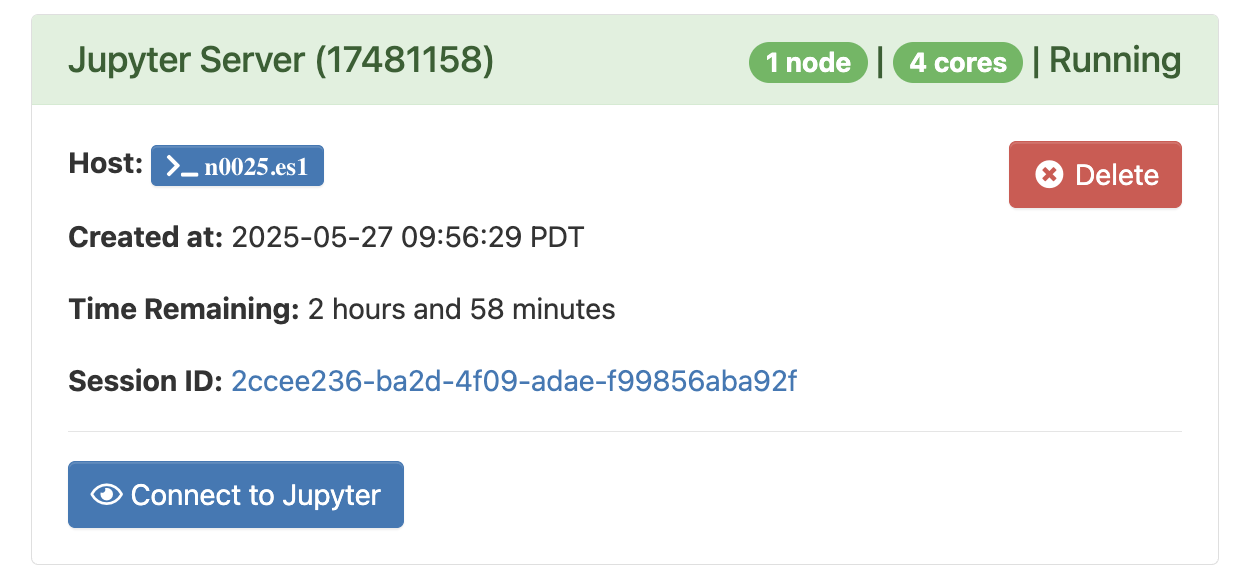 Jupyter Server (17481158) 1 node | 4 cores | Running
Host: >_ n0025.es1 Delete
Created at: 2025-05-27 09:56:29 PDT
Time Remaining: 2 hours and 58 minutes
Session ID: 2ccee236-ba2d-4f09-adae-f99856aba92f
Connect to Jupyter